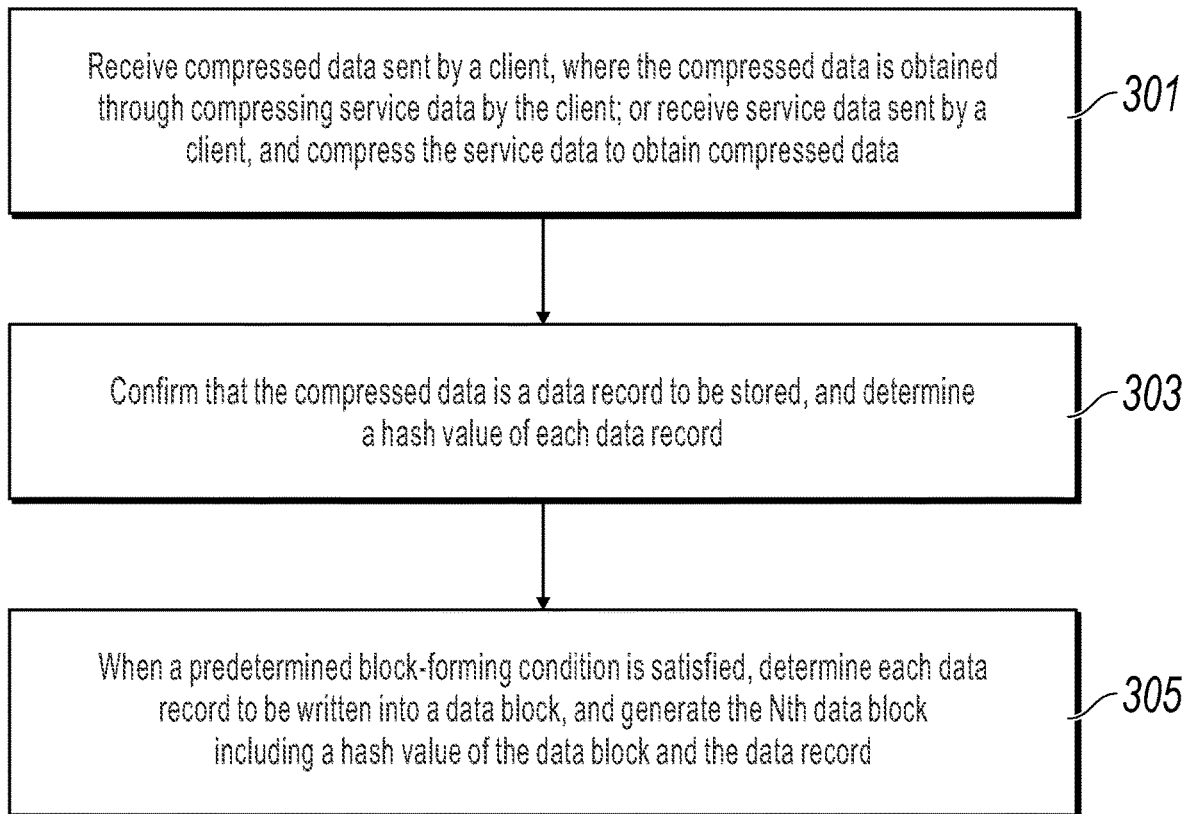 Receive compressed data sent by a client, where the compressed data is obtained
through compressing service data by the client; or receive service data sent by a
client, and compress the service data to obtain compressed data
301
Confirm that the compressed data is a data record to be stored, and determine
a hash value of each data record
303
When a predetermined block-forming condition is satisfied, determine each data
record to be written into a data block, and generate the Nth data block
including a hash value of the data block and the data record
305